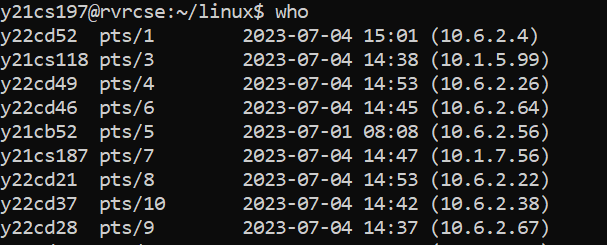 y21cs197@rvrcse:~/linux$ who
y22cd52  pts/1        2023-07-04 15:01 (10.6.2.4)
y21cs118 pts/3        2023-07-04 14:38 (10.1.5.99)
y22cd49  pts/4        2023-07-04 14:53 (10.6.2.26)
y22cd46  pts/6        2023-07-04 14:45 (10.6.2.64)
y21cb52  pts/5        2023-07-01 08:08 (10.6.2.56)
y21cs187 pts/7        2023-07-04 14:47 (10.1.7.56)
y22cd21  pts/8        2023-07-04 14:53 (10.6.2.22)
y22cd37  pts/10       2023-07-04 14:42 (10.6.2.38)
y22cd28  pts/9        2023-07-04 14:37 (10.6.2.67)